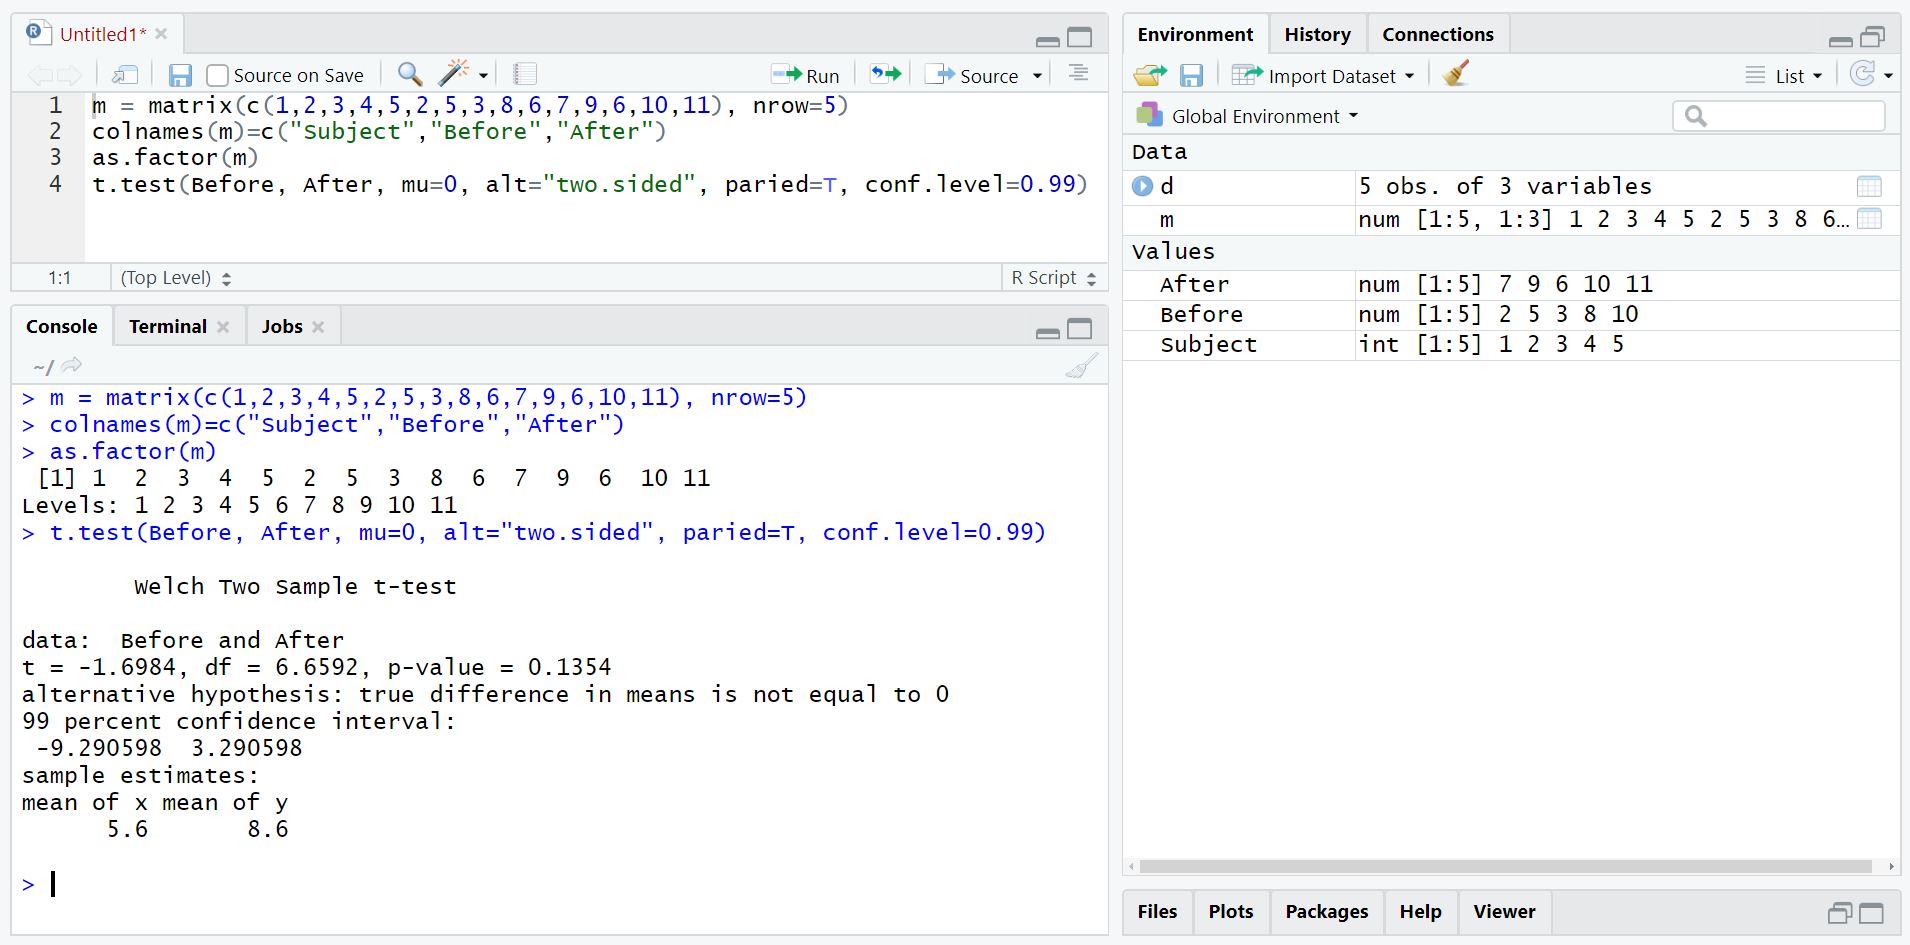 Untitled1*
Source on Save
Run
Source
1 m = matrix(c(1,2,3,4,5,2,5,3,8,6,7,9,6,10,11), nrow=5)
2 colnames(m)=c("Subject","Before","After")
3 as.factor(m)
4 t.test(Before, After, mu=0, alt="two.sided", paried=T, conf.level=0.99)
1:1 (Top Level) R Script
Console Terminal Jobs
~/
> m = matrix(c(1,2,3,4,5,2,5,3,8,6,7,9,6,10,11), nrow=5)
> colnames(m)=c("Subject","Before","After")
> as.factor(m)
[1] 1 2 3 4 5 2 5 3 8 6 7 9 6 10 11
Levels: 1 2 3 4 5 6 7 8 9 10 11
> t.test(Before, After, mu=0, alt="two.sided", paried=T, conf.level=0.99)
Welch Two Sample t-test
data: Before and After
t = -1.6984, df = 6.6592, p-value = 0.1354
alternative hypothesis: true difference in means is not equal to 0
99 percent confidence interval:
-9.290598 3.290598
sample estimates:
mean of x mean of y
5.6 8.6
>
Environment History Connections
Import Dataset List
Global Environment
Data
d 5 obs. of 3 variables
m num [1:5, 1:3] 1 2 3 4 5 2 5 3 8 6…
Values
After num [1:5] 7 9 6 10 11
Before num [1:5] 2 5 3 8 10
Subject int [1:5] 1 2 3 4 5
Files Plots Packages Help Viewer